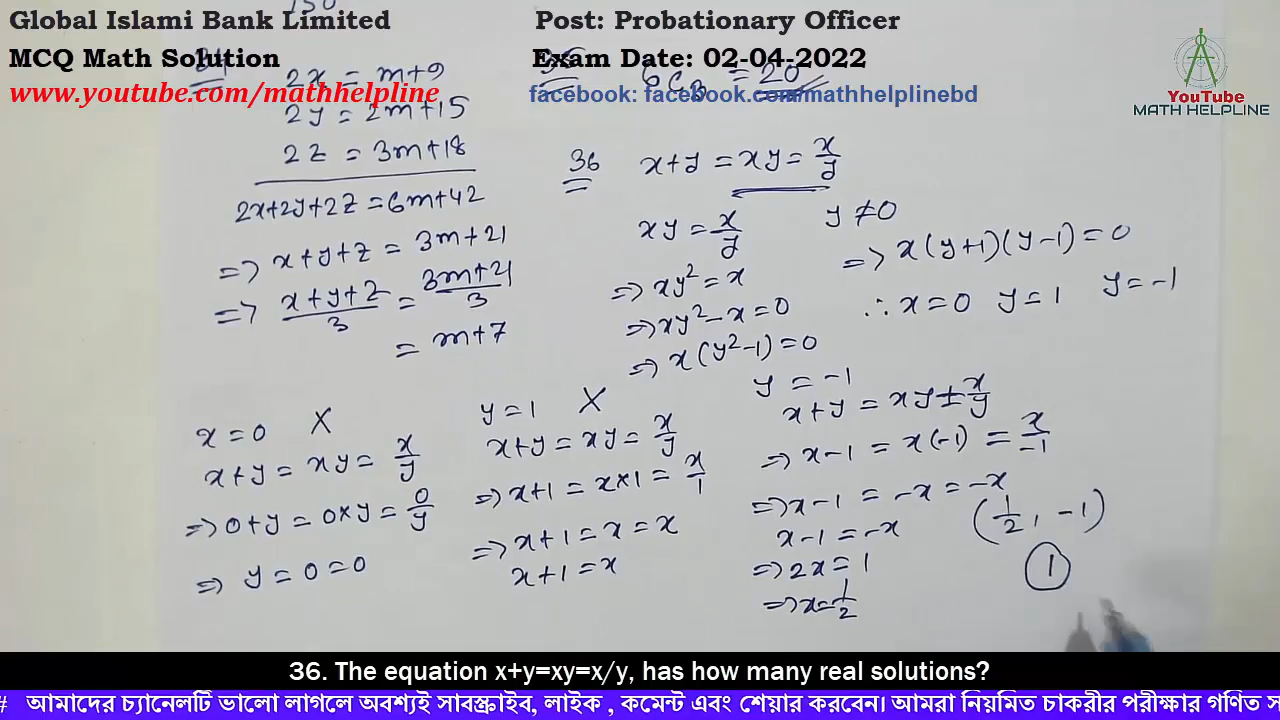 150
Global Islami Bank Limited
Post: Probationary Officer
MCQ Math Solution
Exam Date: 02-04-2022
www.youtube.com/mathhelpline
facebook: facebook.com/mathhelplinebd
YouTube
MATH HELPLINE
34
2x = m+9
2y = 2m+15
2z = 3m+18
2x+2y+2z = 6m+42
=> x+y+z = 3m+21
=> x+y+z/3 = 3m+21/3
= m+7
35
6C3 = 20
36 x+y = xy = x/y
xy = x/y y ≠ 0
=> xy² = x
=> xy² - x = 0
=> x(y²-1) = 0
=> x(y+1)(y-1) = 0
∴ x = 0 y = 1 y = -1
x = 0 X
x+y = xy = x/y
=> 0+y = 0×y = 0/y
=> y = 0 = 0
y = 1 X
x+y = xy = x/y
=> x+1 = x×1 = x/1
=> x+1 = x = x
x+1 = x
y = -1
x+y = xy = x/y
=> x-1 = x(-1) = x/-1
=> x-1 = -x = -x
x-1 = -x
=> 2x = 1
=> x = 1/2
(1/2, -1)
1
36. The equation x+y=xy=x/y, has how many real solutions?
# আমাদের চ্যানেলটি ভালো লাগলে অবশ্যই সাবস্ক্রাইব, লাইক , কমেন্ট এবং শেয়ার করবেন। আমরা নিয়মিত চাকরীর পরীক্ষার গণিত স